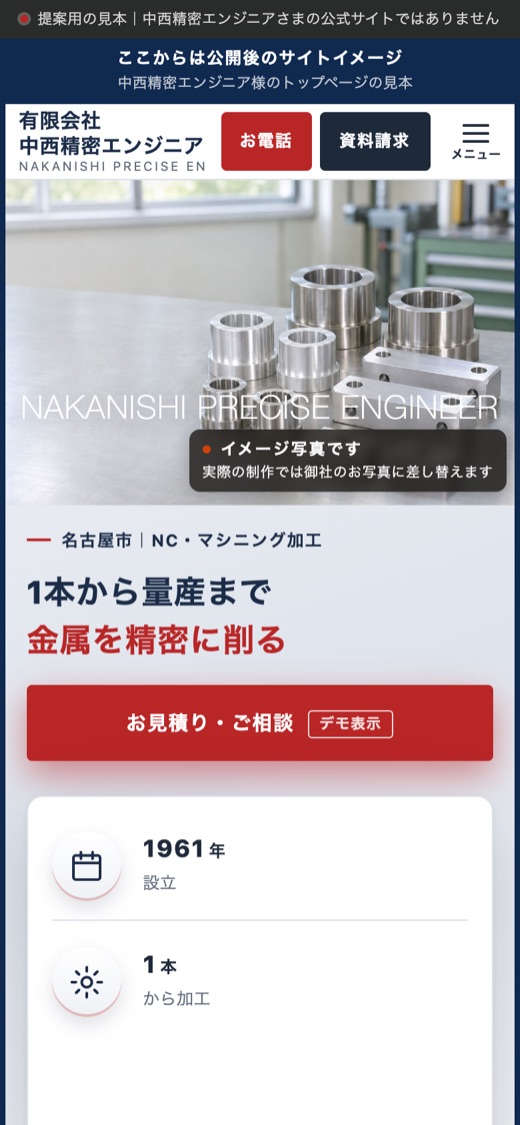 提案用の見本｜中西精密エンジニアさまの公式サイトではありません
ここからは公開後のサイトイメージ
中西精密エンジニア様のトップページの見本
有限会社
中西精密エンジニア
NAKANISHI PRECISE EN
お電話
資料請求
メニュー
NAKANISHI PRECISE ENGINEER
イメージ写真です
実際の制作では御社のお写真に差し替えます
名古屋市｜NC・マシニング加工
1本から量産まで
金属を精密に削る
お見積り・ご相談 デモ表示
1961年
設立
1本
から加工